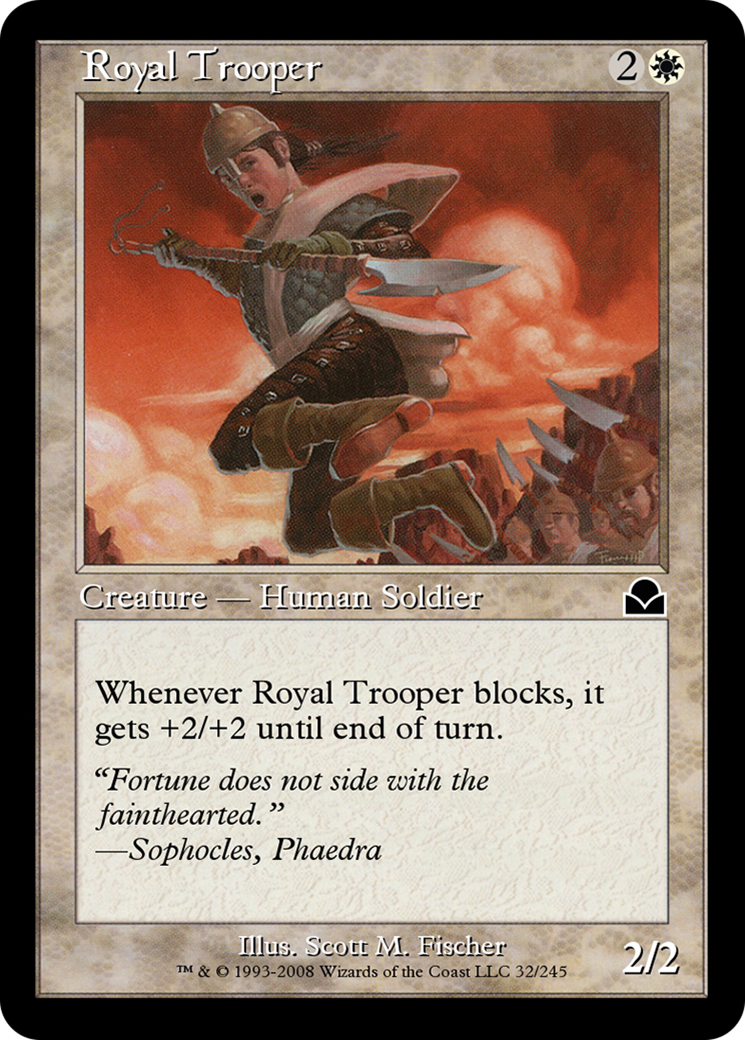 Royal Trooper 2
Creature — Human Soldier
Whenever Royal Trooper blocks, it
gets +2/+2 until end of turn.
“Fortune does not side with the
fainthearted.”
—Sophocles, Phaedra
Illus. Scott M. Fischer
™ & © 1993-2008 Wizards of the Coast LLC 32/245
2/2